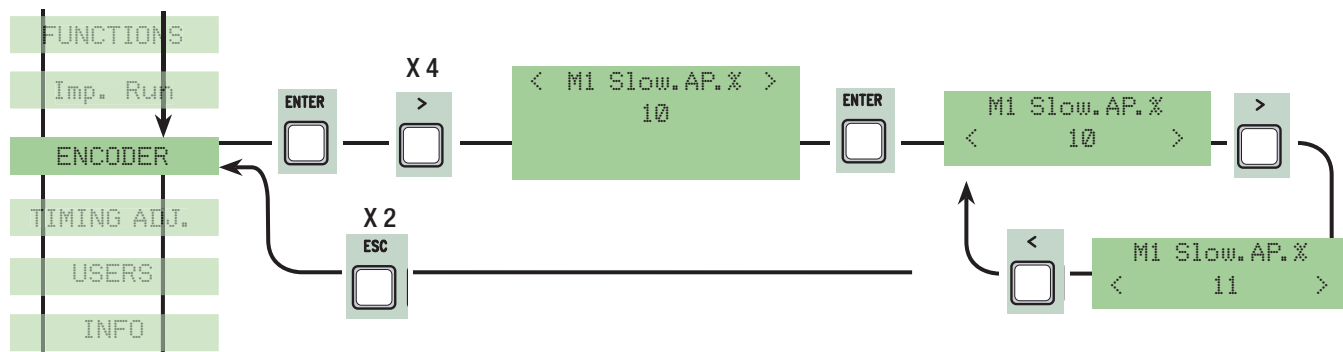 FUNCTIONS
Imp. Run
ENCODER
TIMING ADJ.
USERS
INFO
ENTER
X 4
>
< M1 Slow.AP.% >
10
ENTER
M1 Slow.AP.%
< 10 >
>
X 2
ESC
<
M1 Slow.AP.%
< 11 >